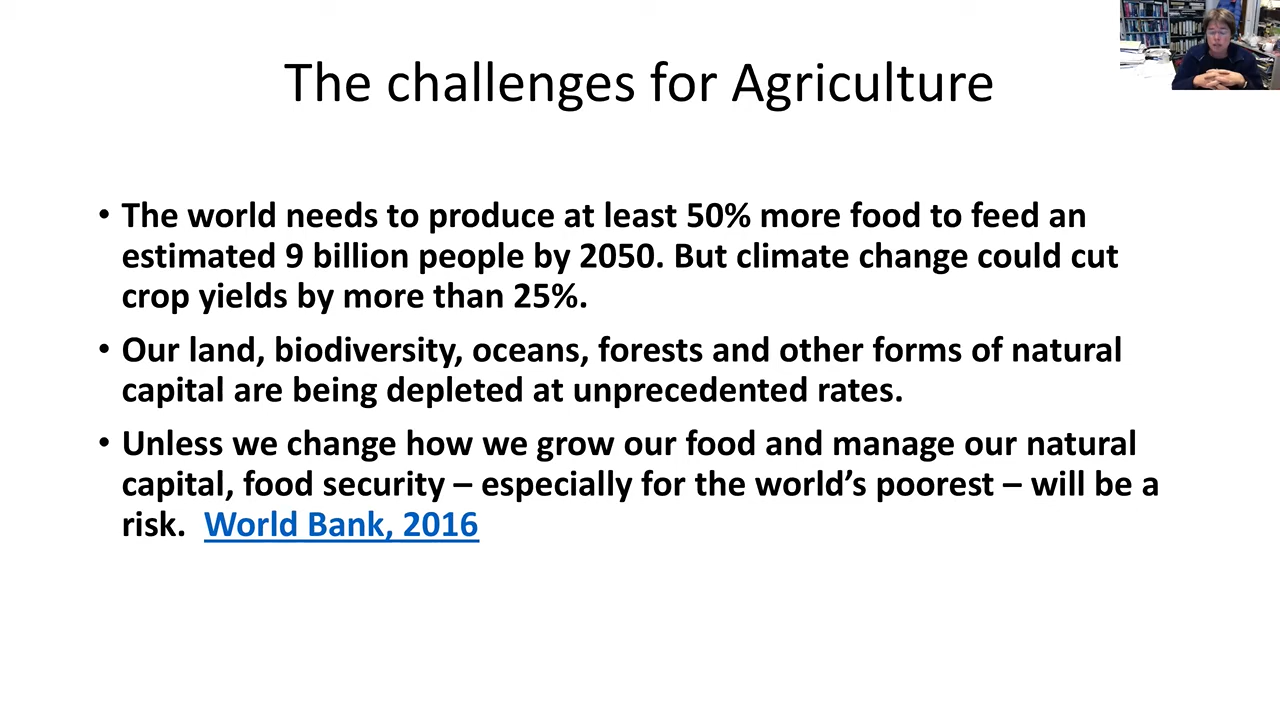 The challenges for Agriculture
• The world needs to produce at least 50% more food to feed an
estimated 9 billion people by 2050. But climate change could cut
crop yields by more than 25%.
• Our land, biodiversity, oceans, forests and other forms of natural
capital are being depleted at unprecedented rates.
• Unless we change how we grow our food and manage our natural
capital, food security – especially for the world’s poorest – will be a
risk. World Bank, 2016